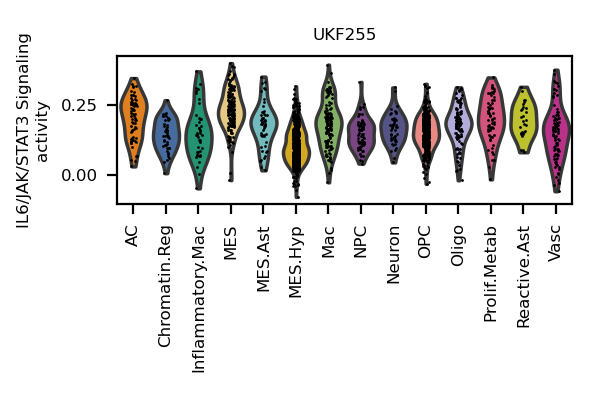 UKF255
IL6/JAK/STAT3 Signaling
activity
0.25
0.00
AC
Chromatin.Reg
Inflammatory.Mac
MES
MES.Ast
MES.Hyp
Mac
NPC
Neuron
OPC
Oligo
Prolif.Metab
Reactive.Ast
Vasc